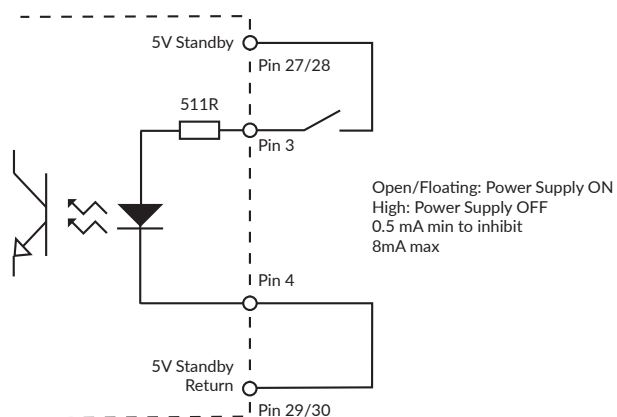 5V Standby
Pin 27/28
511R
Pin 3
Open/Floating: Power Supply ON
High: Power Supply OFF
0.5 mA min to inhibit
8mA max
Pin 4
5V Standby
Return
Pin 29/30